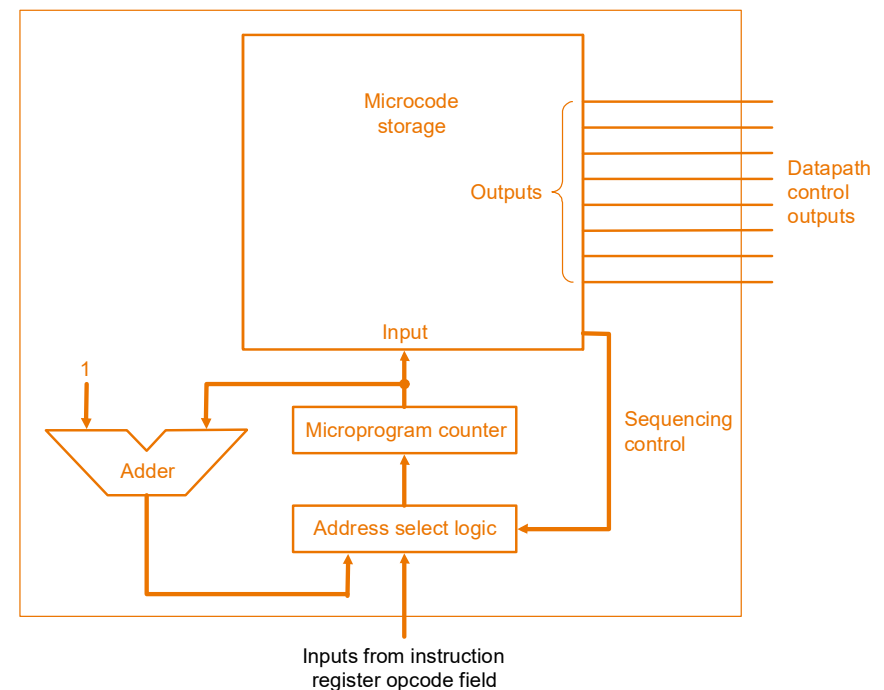 Microcode
storage
Outputs
Datapath
control
outputs
Input
1
Microprogram counter
Sequencing
control
Adder
Address select logic
Inputs from instruction
register opcode field